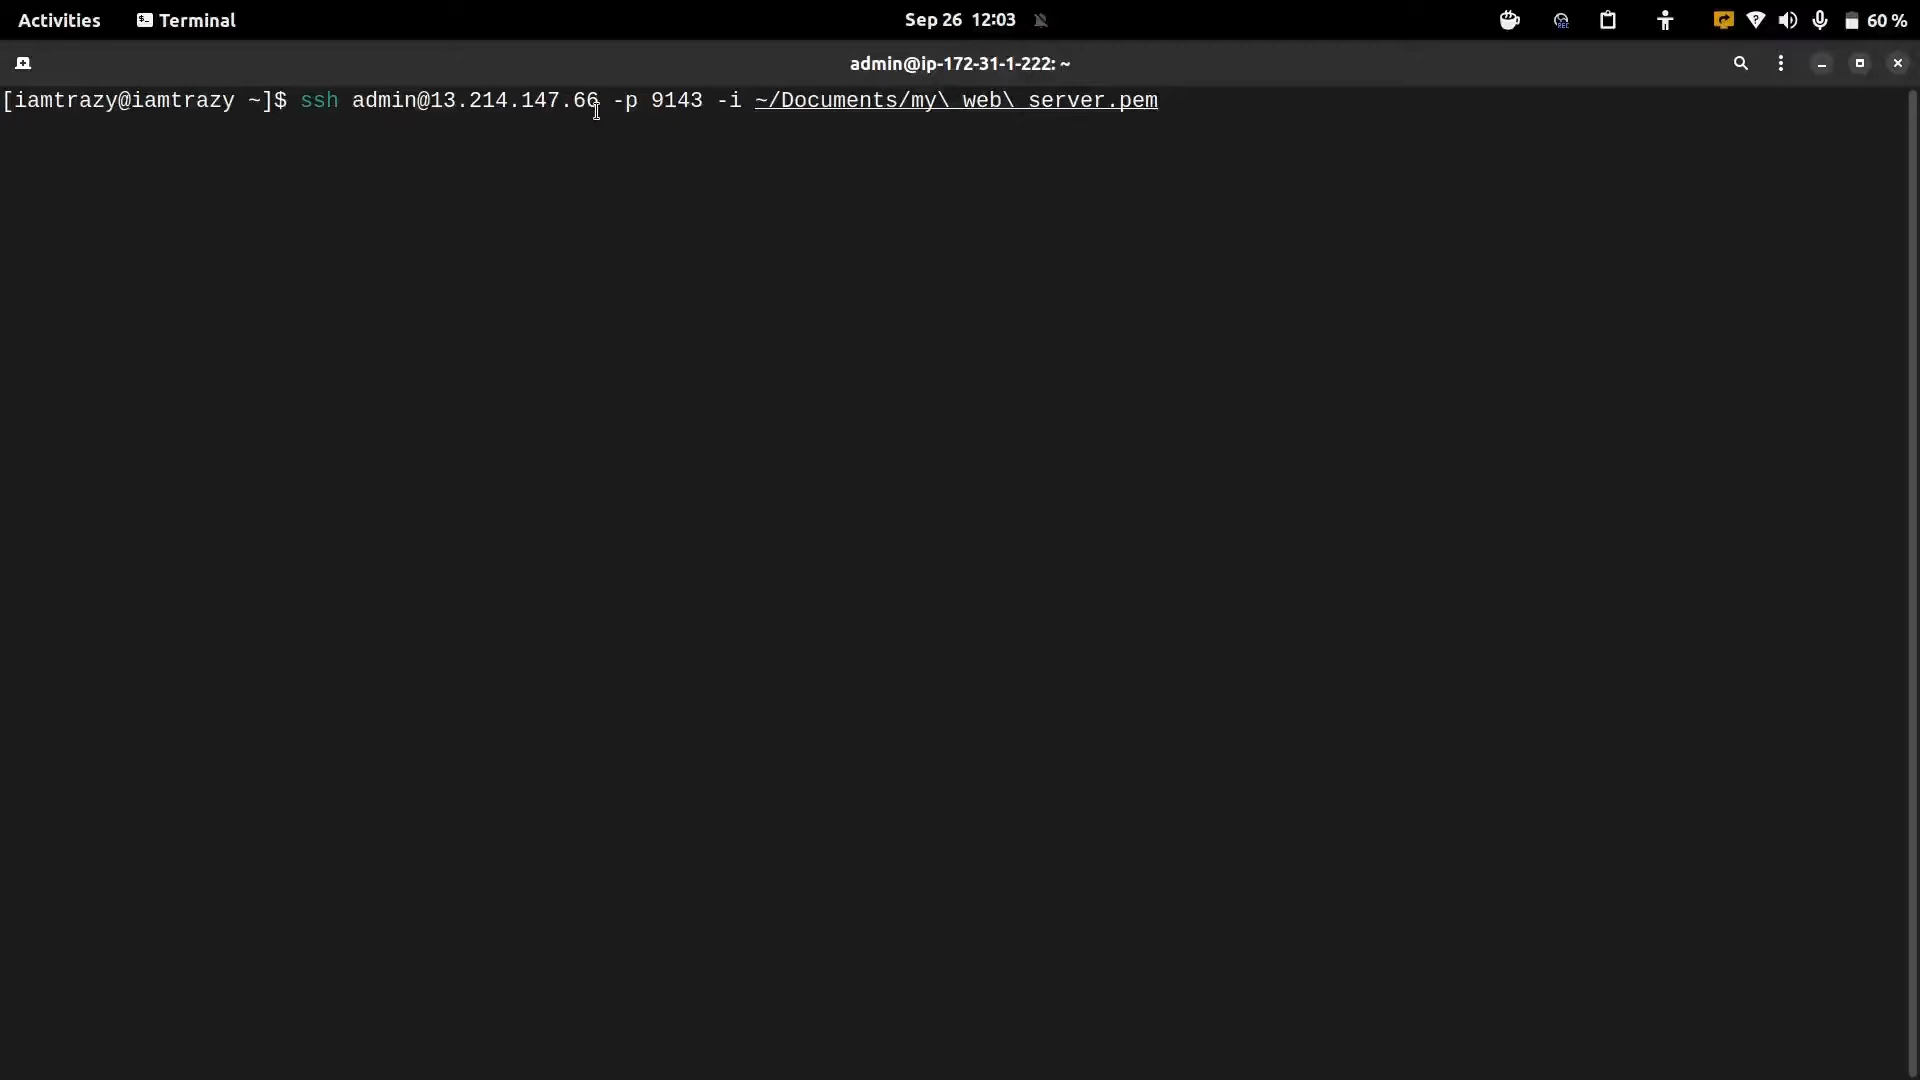 Activities Terminal Sep 26 12:03 60 %
admin@ip-172-31-1-222: ~
[iamtrazy@iamtrazy ~]$ ssh admin@13.214.147.66 -p 9143 -i ~/Documents/my\ web\ server.pem